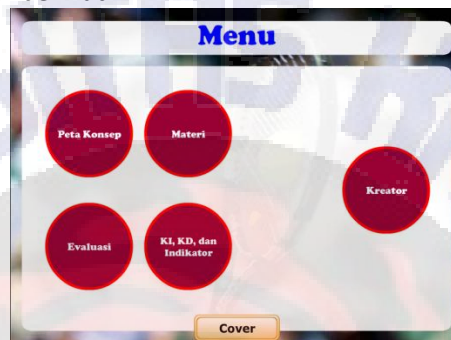 Menu
Peta Konsep
Materi
Kreator
Evaluasi
KI, KD, dan
Indikator
Cover